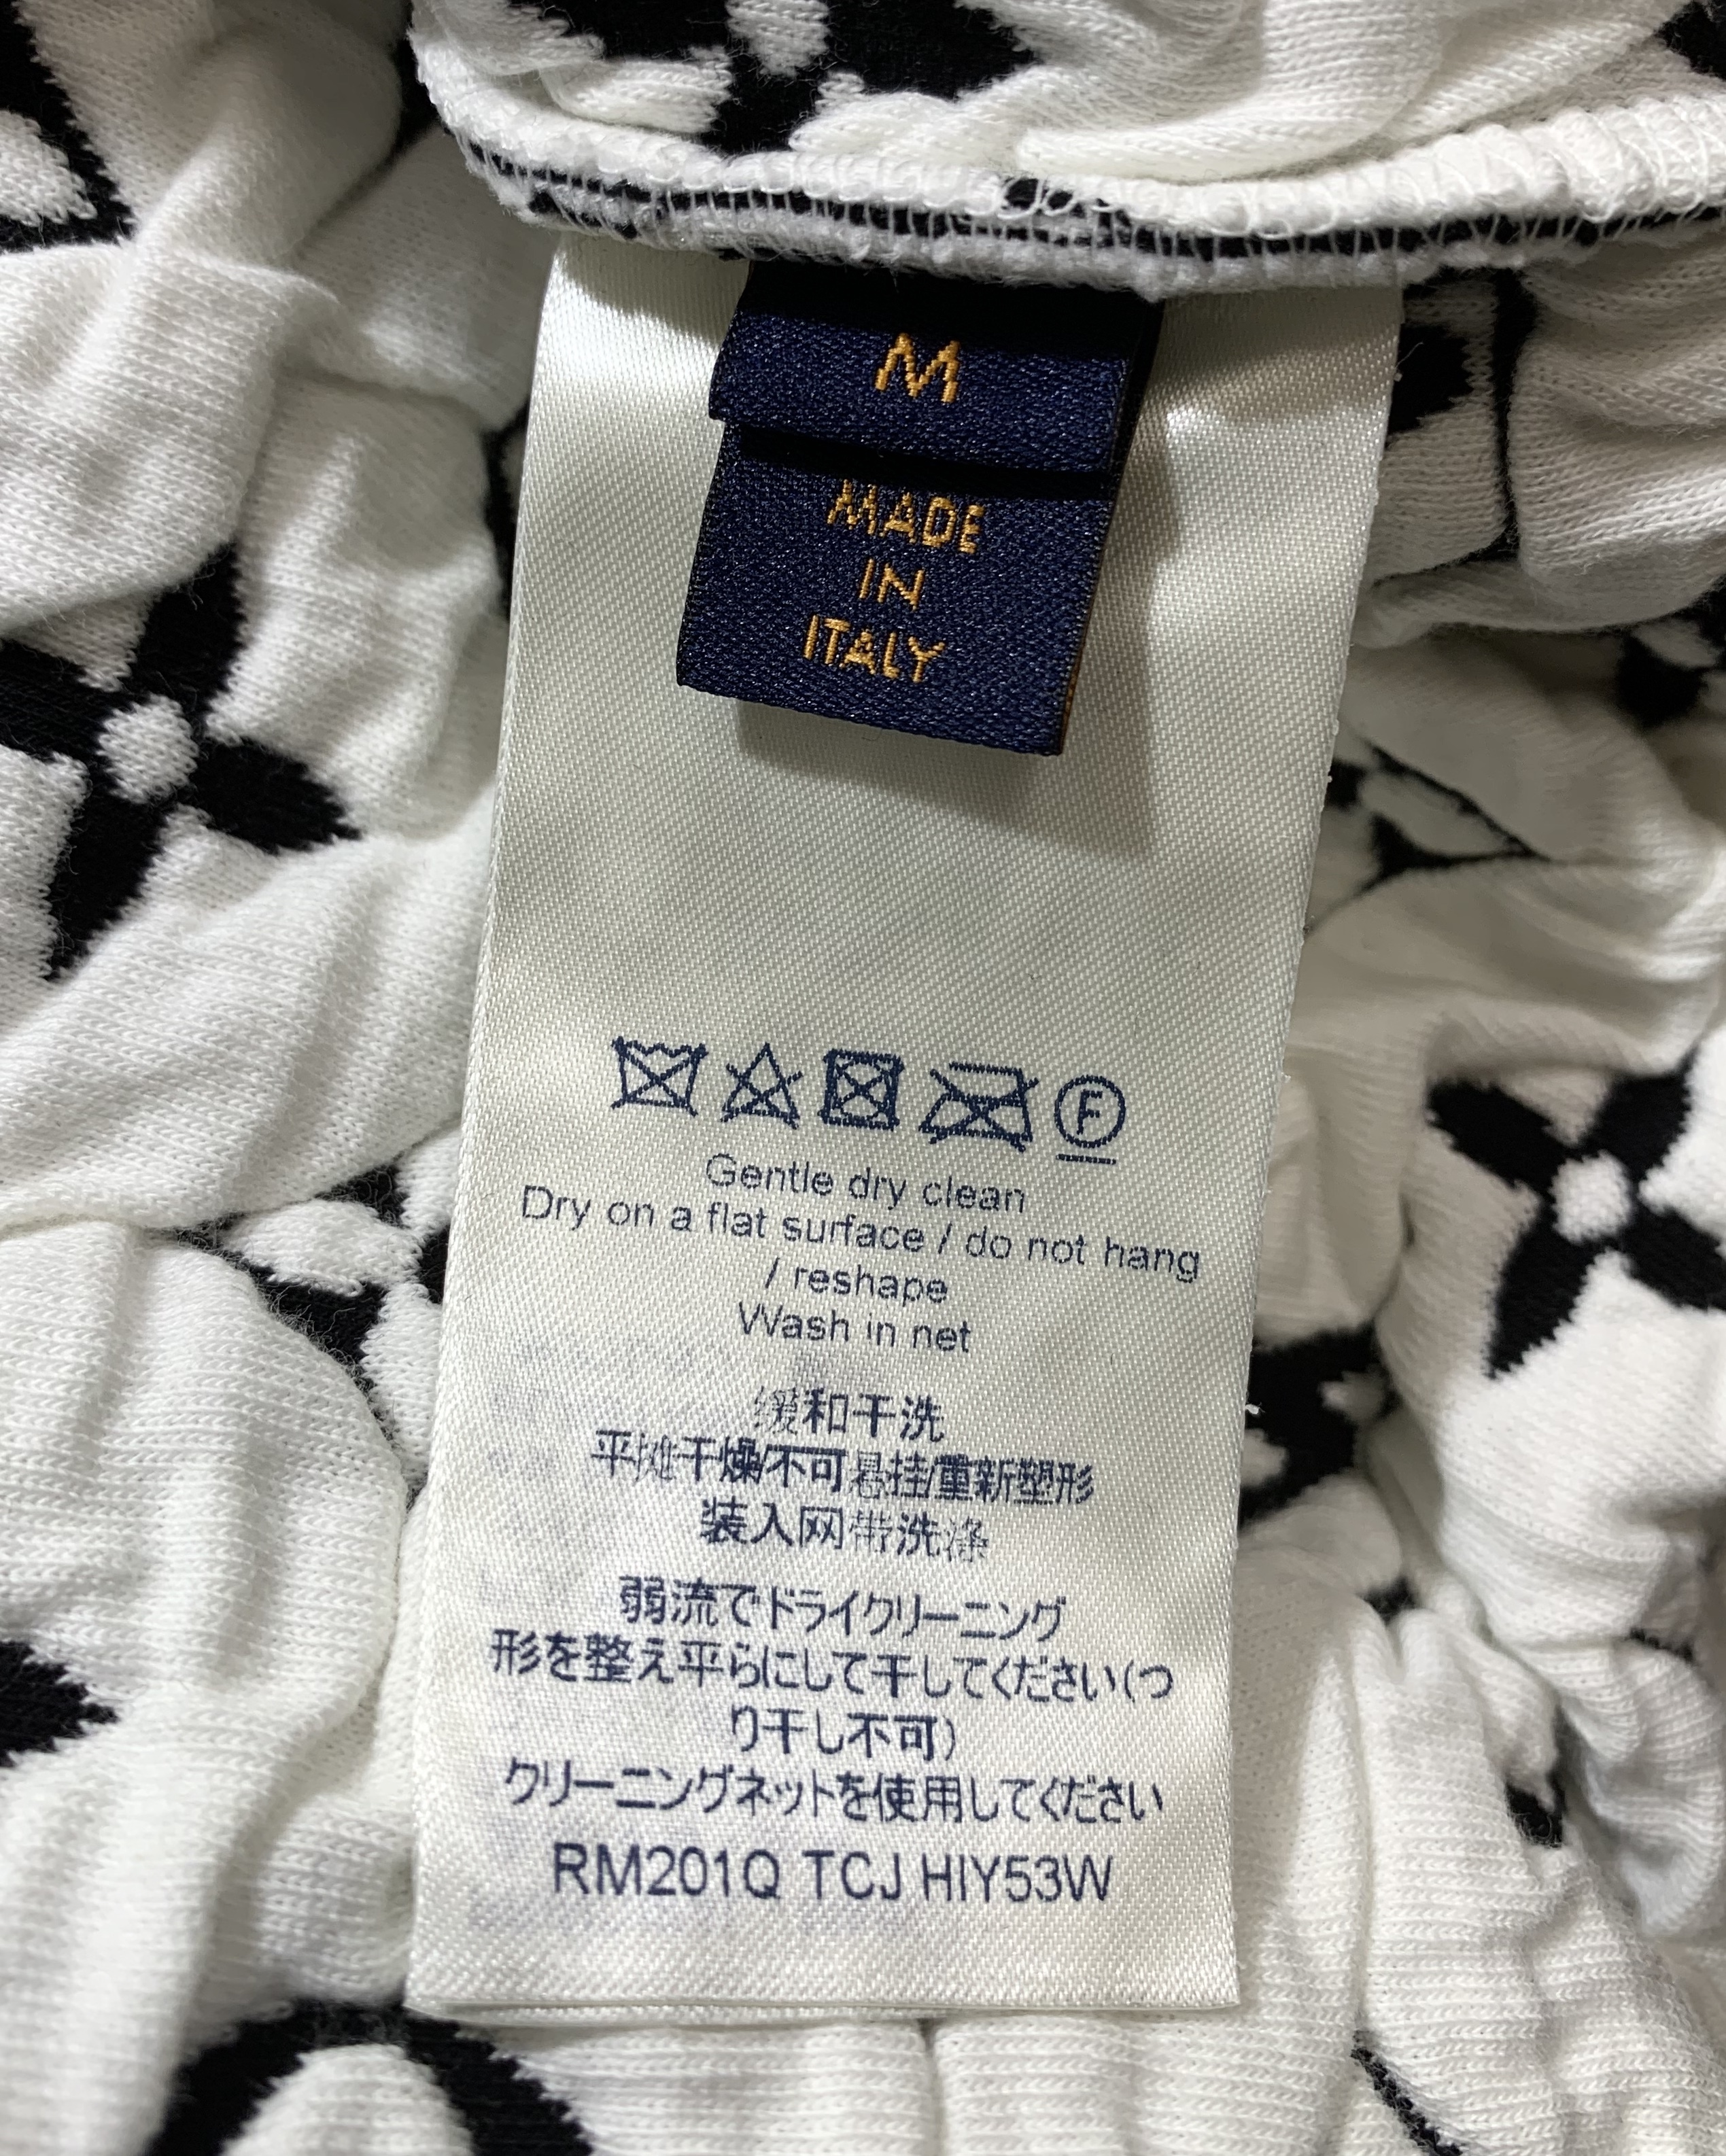 M
MADE
IN
ITALY
F
Gentle dry clean
Dry on a flat surface / do not hang
/ reshape
Wash in net
缓和干洗
平摊干燥/不可悬挂/重新塑形
装入网带洗涤
弱流でドライクリーニング
形を整え平らにして干してください(つ
り干し不可)
クリーニングネットを使用してください
RM201Q TCJ HIY53W